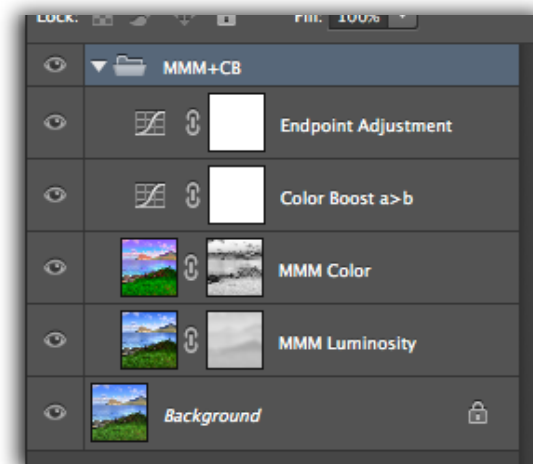 Lock: Fill: 100%
MMM+CB
Endpoint Adjustment
Color Boost a>b
MMM Color
MMM Luminosity
Background